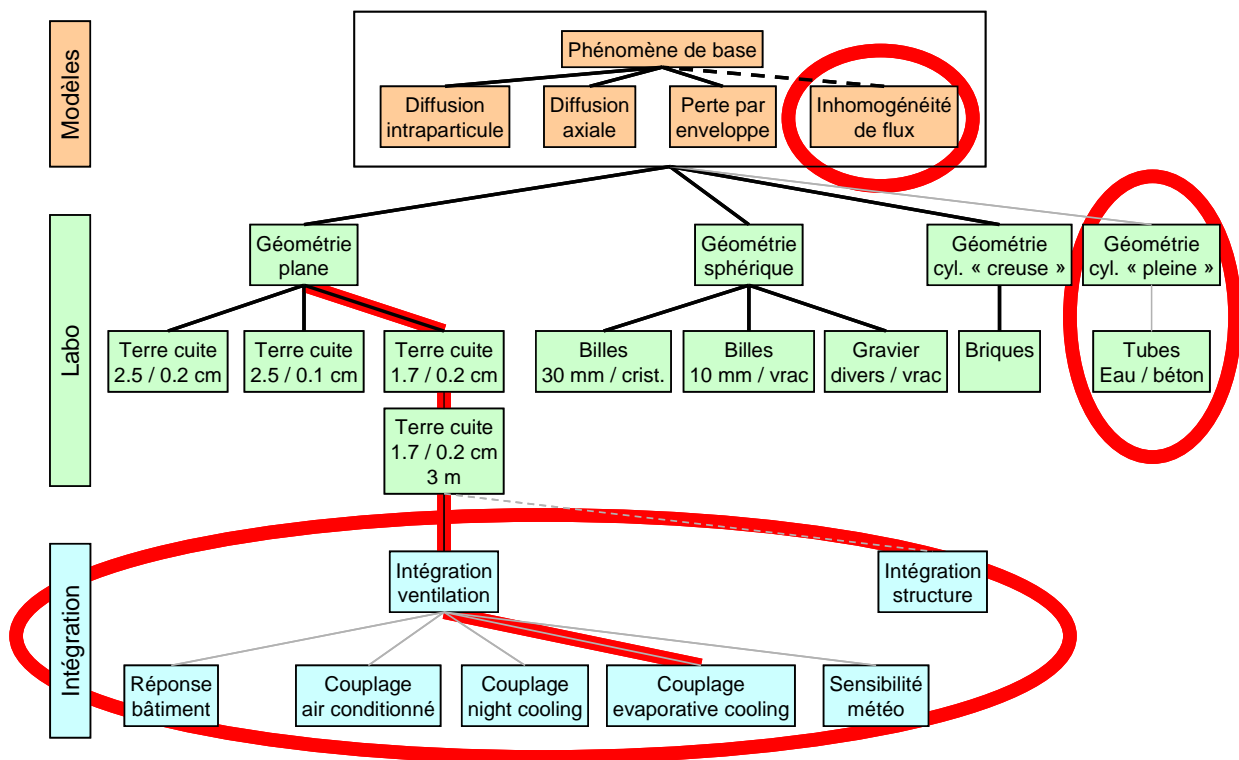 Modèles
Phénomène de base
Diffusion
intraparticule
Diffusion
axiale
Perte par
enveloppe
Inhomogénéité
de flux
Labo
Géométrie
plane
Géométrie
sphérique
Géométrie
cyl. « creuse »
Géométrie
cyl. « pleine »
Terre cuite
2.5 / 0.2 cm
Terre cuite
2.5 / 0.1 cm
Terre cuite
1.7 / 0.2 cm
Billes
30 mm / crist.
Billes
10 mm / vrac
Gravier
divers / vrac
Briques
Tubes
Eau / béton
Terre cuite
1.7 / 0.2 cm
3 m
Intégration
Intégration
ventilation
Intégration
structure
Réponse
bâtiment
Couplage
air conditionné
Couplage
night cooling
Couplage
evaporative cooling
Sensibilité
météo